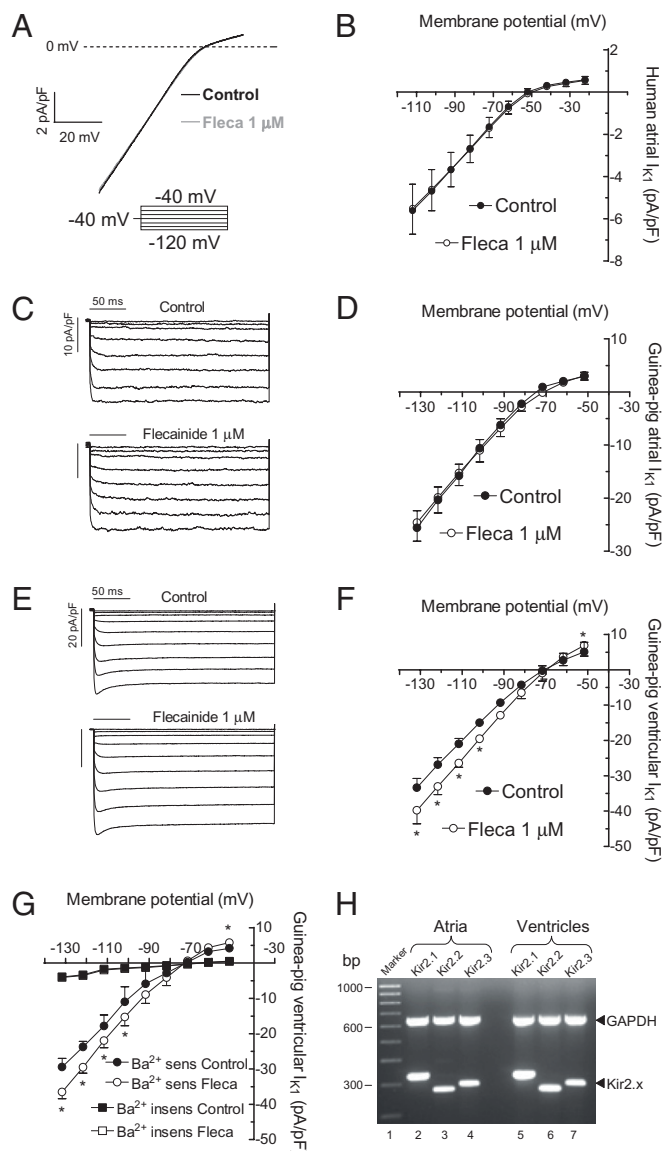 A
0 mV
Control
Fleca 1 µM
2 pA/pF
20 mV
-40 mV
-40 mV
-120 mV
B
Membrane potential (mV)
-110 -90 -70 -50 -30
2
-2
-4
-6
-8
Human atrial I_K1 (pA/pF)
Control
Fleca 1 µM
C
50 ms
Control
10 pA/pF
Flecainide 1 µM
D
Membrane potential (mV)
-130 -110 -90 -70 -50 -30
10
-10
-20
-30
Guinea-pig atrial I_K1 (pA/pF)
Control
Fleca 1 µM
E
50 ms
Control
20 pA/pF
Flecainide 1 µM
F
Membrane potential (mV)
-130 -110 -90 -70 -50 -30
10
-10
-20
-30
-40
-50
Guinea-pig ventricular I_K1 (pA/pF)
*
* * * *
Control
Fleca 1 µM
G
Membrane potential (mV)
-130 -110 -90 -70 -50 -30
10
-10
-20
-30
-40
-50
Guinea-pig ventricular I_K1 (pA/pF)
*
* * * *
Ba2+ sens Control
Ba2+ sens Fleca
Ba2+ insens Control
Ba2+ insens Fleca
H
Atria Ventricles
bp
Marker Kir2.1 Kir2.2 Kir2.3 Kir2.1 Kir2.2 Kir2.3
1000
600
300
GAPDH
Kir2.x
1 2 3 4 5 6 7